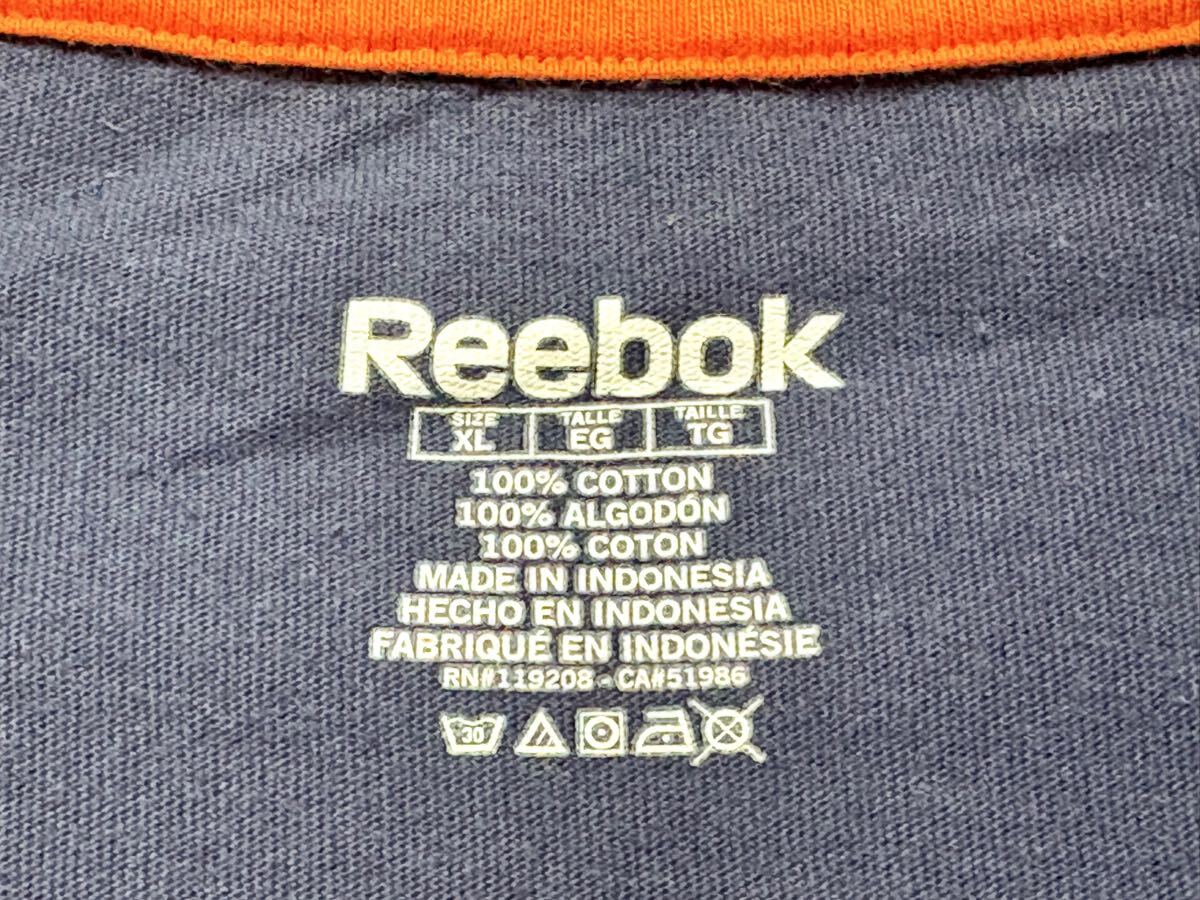 Reebok
SIZE TALLE TAILLE
XL EG TG
100% COTTON
100% ALGODÓN
100% COTON
MADE IN INDONESIA
HECHO EN INDONESIA
FABRIQUÉ EN INDONÉSIE
RN#119208 - CA#51986
30